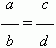 a/b = c/d